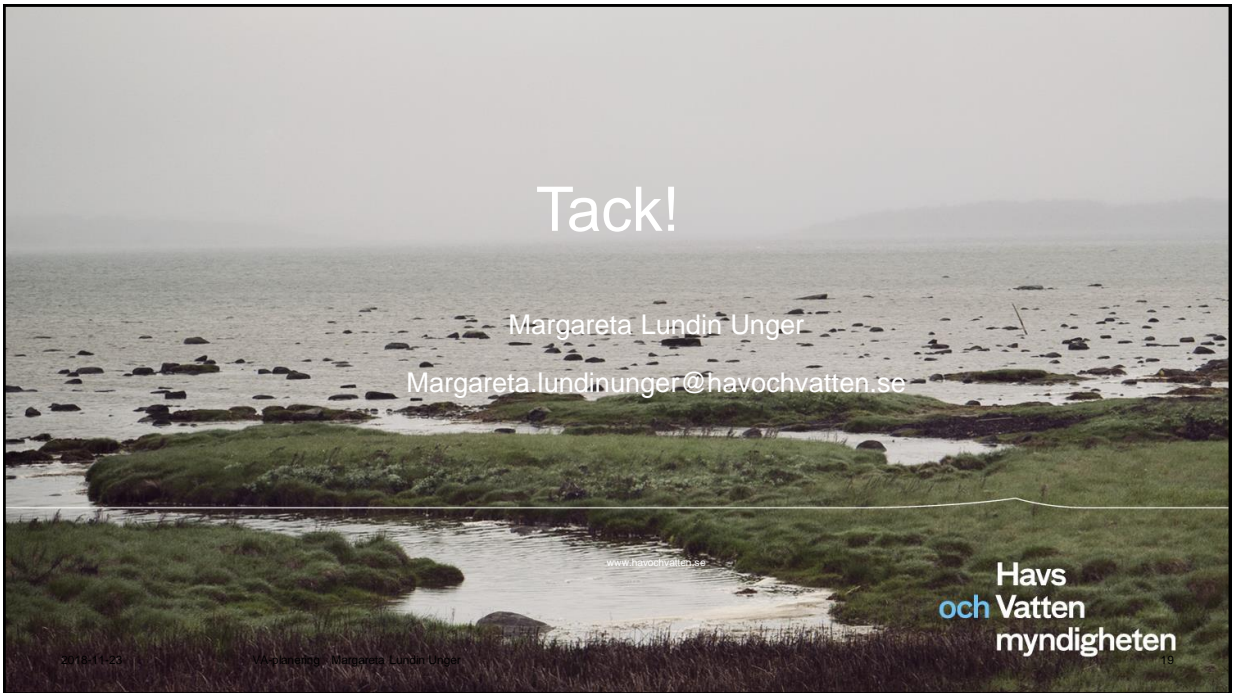 Tack!
Margareta Lundin Unger
Margareta.lundinunger@havochvatten.se
www.havochvatten.se
Havs
och Vatten
myndigheten
2018-11-23
VA-planering - Margareta Lundin Unger
19